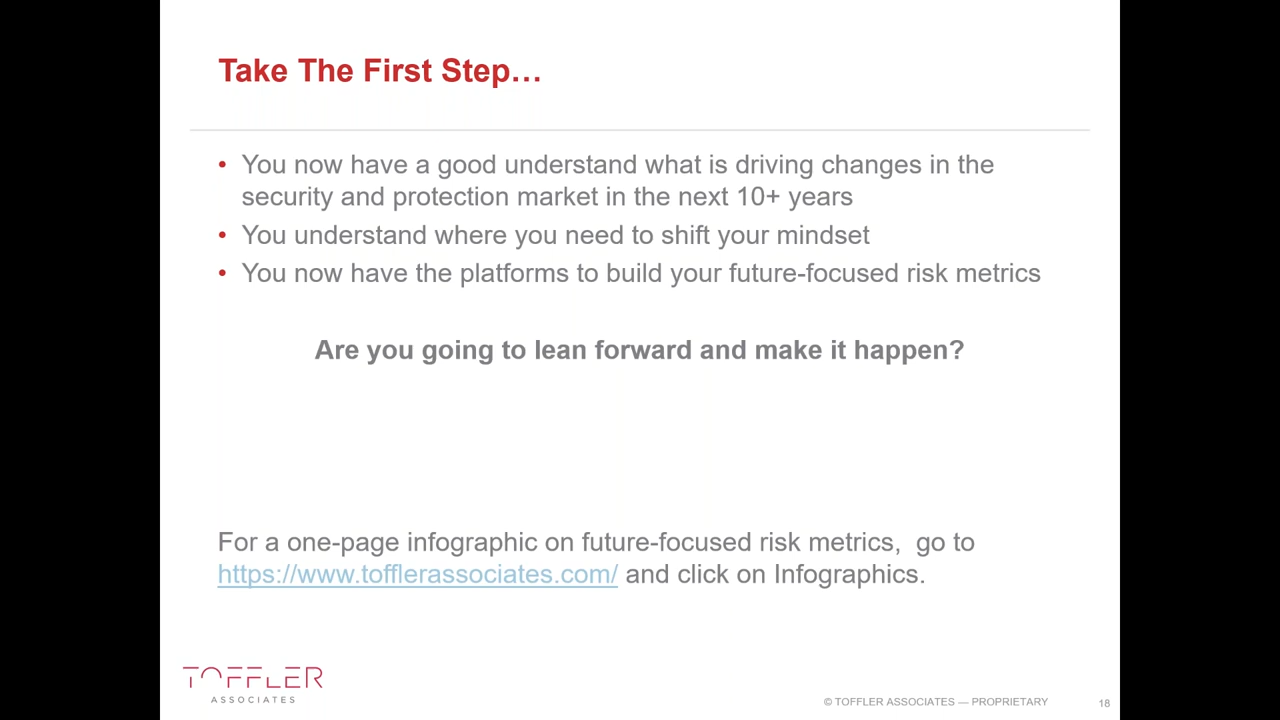 Take The First Step…
• You now have a good understand what is driving changes in the
security and protection market in the next 10+ years
• You understand where you need to shift your mindset
• You now have the platforms to build your future-focused risk metrics
Are you going to lean forward and make it happen?
For a one-page infographic on future-focused risk metrics,  go to
https://www.tofflerassociates.com/ and click on Infographics.
TOFFLER
ASSOCIATES
© TOFFLER ASSOCIATES — PROPRIETARY
18